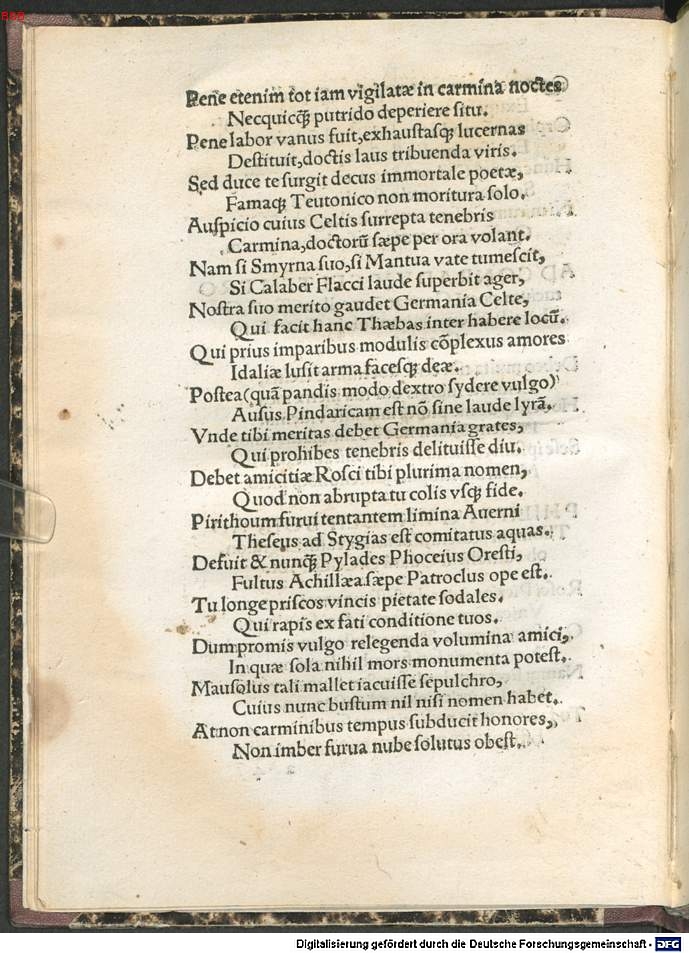 Pene etenim tot iam vigilatæ in carmina noctes
Necquicq̃ putrido deperiere situ.
Pene labor vanus fuit, exhaustasq; lucernas
Destituit, doctis laus tribuenda viris.
Sed duce te surgit decus immortale poetæ,
Famaq; Teutonico non moritura solo.
Auspicio cuius Celtis surrepta tenebris
Carmina, doctorũ sæpe per ora volant.
Nam si Smyrna suo, si Mantua vate tumescit,
Si Calaber Flacci laude superbit ager,
Nostra suo merito gaudet Germania Celte,
Qui facit hanc Thæbas inter habere locũ.
Qui prius imparibus modulis cõplexus amores
Idaliæ lusit arma facesq; deæ.
Postea (quã pandis modo dextro sydere vulgo)
Ausus Pindaricam est nõ sine laude lyrã.
Vnde tibi meritas debet Germania grates,
Qui prohibes tenebris delituisse diu.
Debet amicitiæ Rosci tibi plurima nomen,
Quod non abrupta tu colis vsq; fide.
Pirithoum furui tentantem limina Auerni
Theseus ad Stygias est comitatus aquas.
Defuit & nunq̃ Pylades Phoceius Oresti,
Fultus Achillæa sæpe Patroclus ope est.
Tu longe priscos vincis pietate sodales.
Qui rapis ex fati conditione tuos.
Dum promis vulgo relegenda volumina amici,
In quæ sola nihil mors monumenta potest.
Mausolus tali mallet iacuisse sepulchro,
Cuius nunc bustum nil nisi nomen habet.
At non carminibus tempus subducit honores,
Non imber furua nube solutus obest.
Digitalisierung gefördert durch die Deutsche Forschungsgemeinschaft - DFG